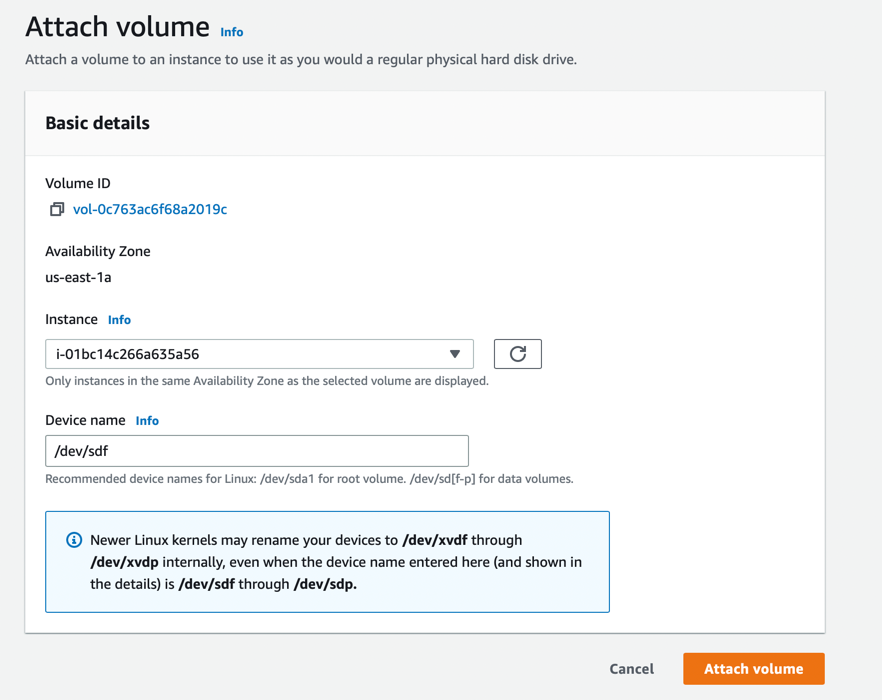 Attach volume Info
Attach a volume to an instance to use it as you would a regular physical hard disk drive.
Basic details
Volume ID
vol-0c763ac6f68a2019c
Availability Zone
us-east-1a
Instance Info
i-01bc14c266a635a56
Only instances in the same Availability Zone as the selected volume are displayed.
Device name Info
/dev/sdf
Recommended device names for Linux: /dev/sda1 for root volume. /dev/sd[f-p] for data volumes.
Newer Linux kernels may rename your devices to /dev/xvdf through
/dev/xvdp internally, even when the device name entered here (and shown in
the details) is /dev/sdf through /dev/sdp.
Cancel
Attach volume